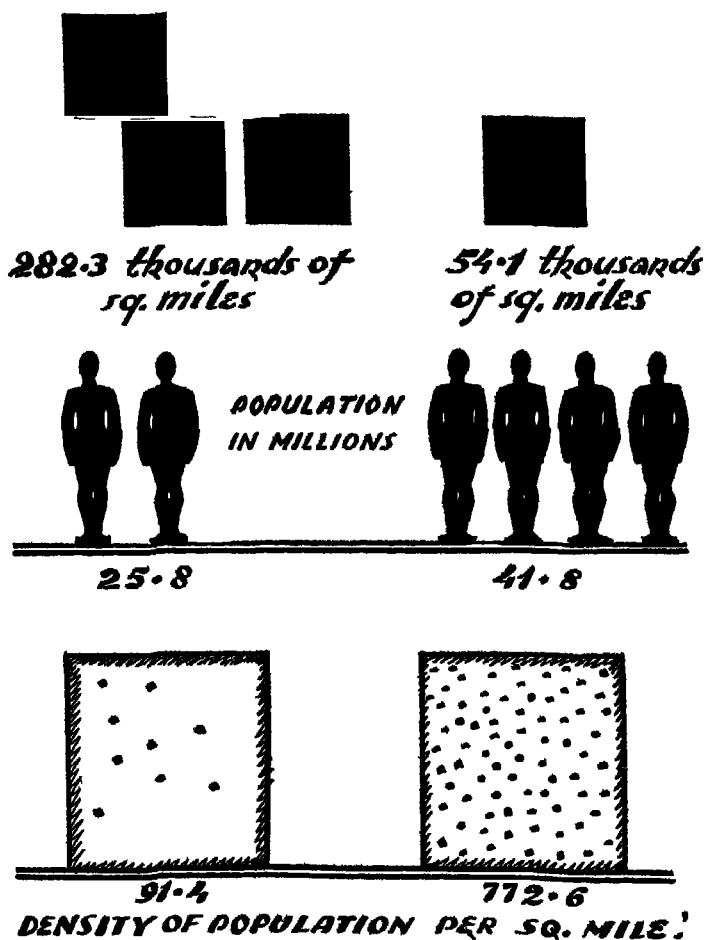 282·3 thousands of
sq. miles
54·1 thousands
of sq. miles
POPULATION
IN MILLIONS
25·8
41·8
91·4
772·6
DENSITY OF POPULATION PER SQ. MILE.'